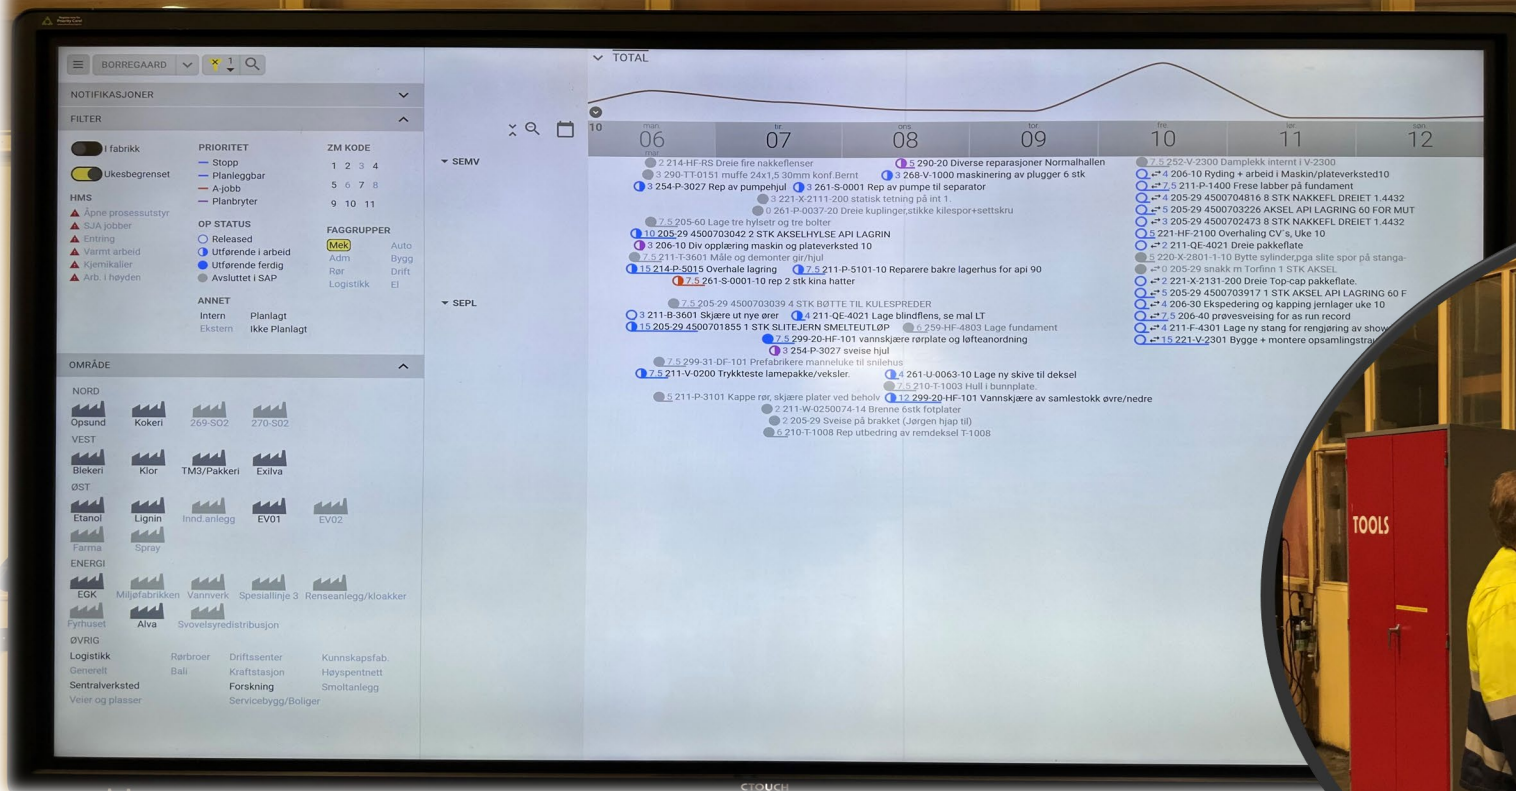 BORREGAARD
1
NOTIFIKASJONER
FILTER
I fabrikk
Ukesbegrenset
HMS
Åpne prosessutstyr
SJA jobber
Entring
Varmt arbeid
Kjemikalier
Arb. i høyden
PRIORITET
Stopp
Planleggbar
A-jobb
Planbryter
OP STATUS
Released
Utførende i arbeid
Utførende ferdig
Avsluttet i SAP
ANNET
Intern Planlagt
Ekstern Ikke Planlagt
ZM KODE
1 2 3 4
5 6 7 8
9 10 11
FAGGRUPPER
Mek Auto
Adm Bygg
Rør Drift
Logistikk El
OMRÅDE
NORD
Opsund Kokeri 269-S02 270-S02
VEST
Blekeri Klor TM3/Pakkeri Exilva
ØST
Etanol Lignin Innd.anlegg EV01 EV02
Farma Spray
ENERGI
EGK Miljøfabrikken Vannverk Spesiallinje 3 Renseanlegg/kloakker
Fyrhuset Alva Svovelsyredistribusjon
ØVRIG
Logistikk Rørbroer Driftssenter Kunnskapsfab.
Generelt Bali Kraftstasjon Høyspentnett
Sentralverksted Forskning Smoltanlegg
Veier og plasser Servicebygg/Boliger
TOTAL
10
man. tir. ons. tor. fre. lør. søn.
06 07 08 09 10 11 12
mar.
SEMV
2 214-HF-RS Dreie fire nakkeflenser
5 290-20 Diverse reparasjoner Normalhallen
7.5 252-V-2300 Damplekk internt i V-2300
3 290-TT-0151 muffe 24x1,5 30mm konf.Bernt
3 268-V-1000 maskinering av plugger 6 stk
4 206-10 Ryding + arbeid i Maskin/plateverksted10
3 254-P-3027 Rep av pumpehjul
3 261-S-0001 Rep av pumpe til separator
7.5 211-P-1400 Frese labber på fundament
3 221-X-2111-200 statisk tetning på int 1.
4 205-29 4500704816 8 STK NAKKEFL DREIET 1.4432
0 261-P-0037-20 Dreie kuplinger,stikke kilespor+settskru
5 205-29 4500703226 AKSEL API LAGRING 60 FOR MUT
7.5 205-60 Lage tre hylsetr og tre bolter
3 205-29 4500702473 8 STK NAKKEFL DREIET 1.4432
10 205-29 4500703042 2 STK AKSELHYLSE API LAGRIN
5 221-HF-2100 Overhaling CV´s, Uke 10
3 206-10 Div opplæring maskin og plateverksted 10
2 211-QE-4021 Dreie pakkeflate
7.5 211-T-3601 Måle og demonter gir/hjul
5 220-X-2801-1-10 Bytte sylinder,pga slite spor på stanga-
15 214-P-5015 Overhale lagring
7.5 211-P-5101-10 Reparere bakre lagerhus for api 90
0 205-29 snakk m Torfinn 1 STK AKSEL
7.5 261-S-0001-10 rep 2 stk kina hatter
2 221-X-2131-200 Dreie Top-cap pakkeflate.
5 205-29 4500703917 1 STK AKSEL API LAGRING 60 F
4 206-30 Ekspedering og kapping jernlager uke 10
7.5 206-40 prøvesveising for as run record
4 211-F-4301 Lage ny stang for rengjøring av show
15 221-V-2301 Bygge + montere opsamlingstrau
SEPL
7.5 205-29 4500703039 4 STK BØTTE TIL KULESPREDER
3 211-B-3601 Skjære ut nye ører
4 211-QE-4021 Lage blindflens, se mal LT
15 205-29 4500701855 1 STK SLITEJERN SMELTEUTLØP
6 259-HF-4803 Lage fundament
7.5 299-20-HF-101 vannskjære rørplate og løfteanordning
3 254-P-3027 sveise hjul
7.5 299-31-DF-101 Prefabrikere manneluke til snilehus
7.5 211-V-0200 Trykkteste lamepakke/veksler.
4 261-U-0063-10 Lage ny skive til deksel
7.5 210-T-1003 Hull i bunnplate.
5 211-P-3101 Kappe rør, skjære plater ved beholv
12 299-20-HF-101 Vannskjære av samlestokk øvre/nedre
2 211-W-0250074-14 Brenne 6stk fotplater
2 205-29 Sveise på brakket (Jørgen hjap til)
6 210-T-1008 Rep utbedring av remdeksel T-1008
TOOLS
CTOUCH